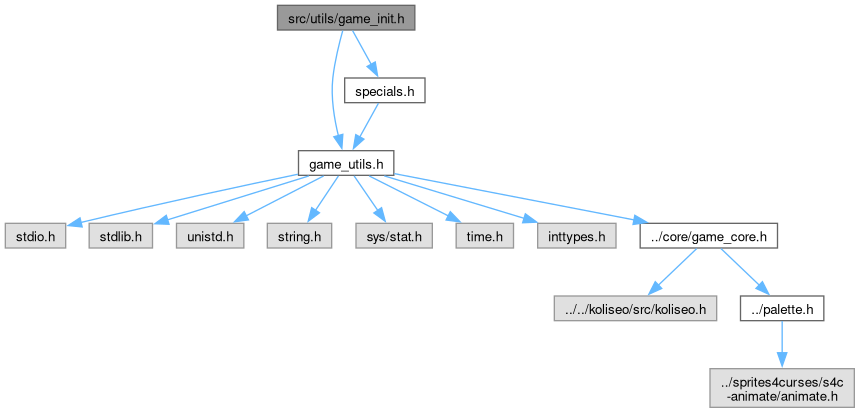 src/utils/game_init.h
specials.h
game_utils.h
stdio.h
stdlib.h
unistd.h
string.h
sys/stat.h
time.h
inttypes.h
../core/game_core.h
../../koliseo/src/koliseo.h
../palette.h
../sprites4curses/s4c
-animate/animate.h